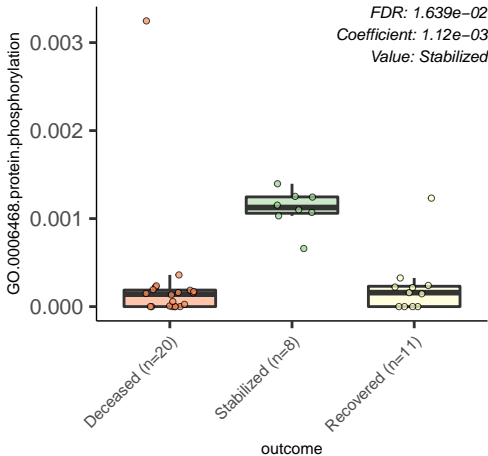 FDR: 1.639e−02
Coefficient: 1.12e−03
Value: Stabilized
GO.0006468.protein.phosphorylation
0.003
0.002
0.001
0.000
Deceased (n=20)
Stabilized (n=8)
Recovered (n=11)
outcome